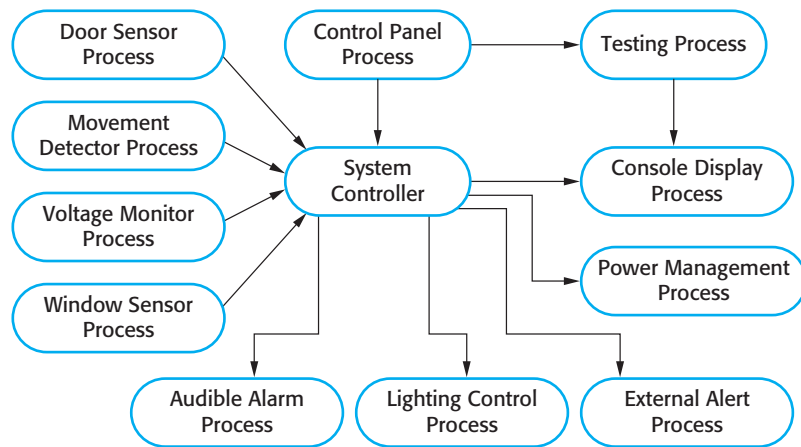 Door Sensor
Process
Control Panel
Process
Testing Process
Movement
Detector Process
System
Controller
Console Display
Process
Voltage Monitor
Process
Power Management
Process
Window Sensor
Process
Audible Alarm
Process
Lighting Control
Process
External Alert
Process